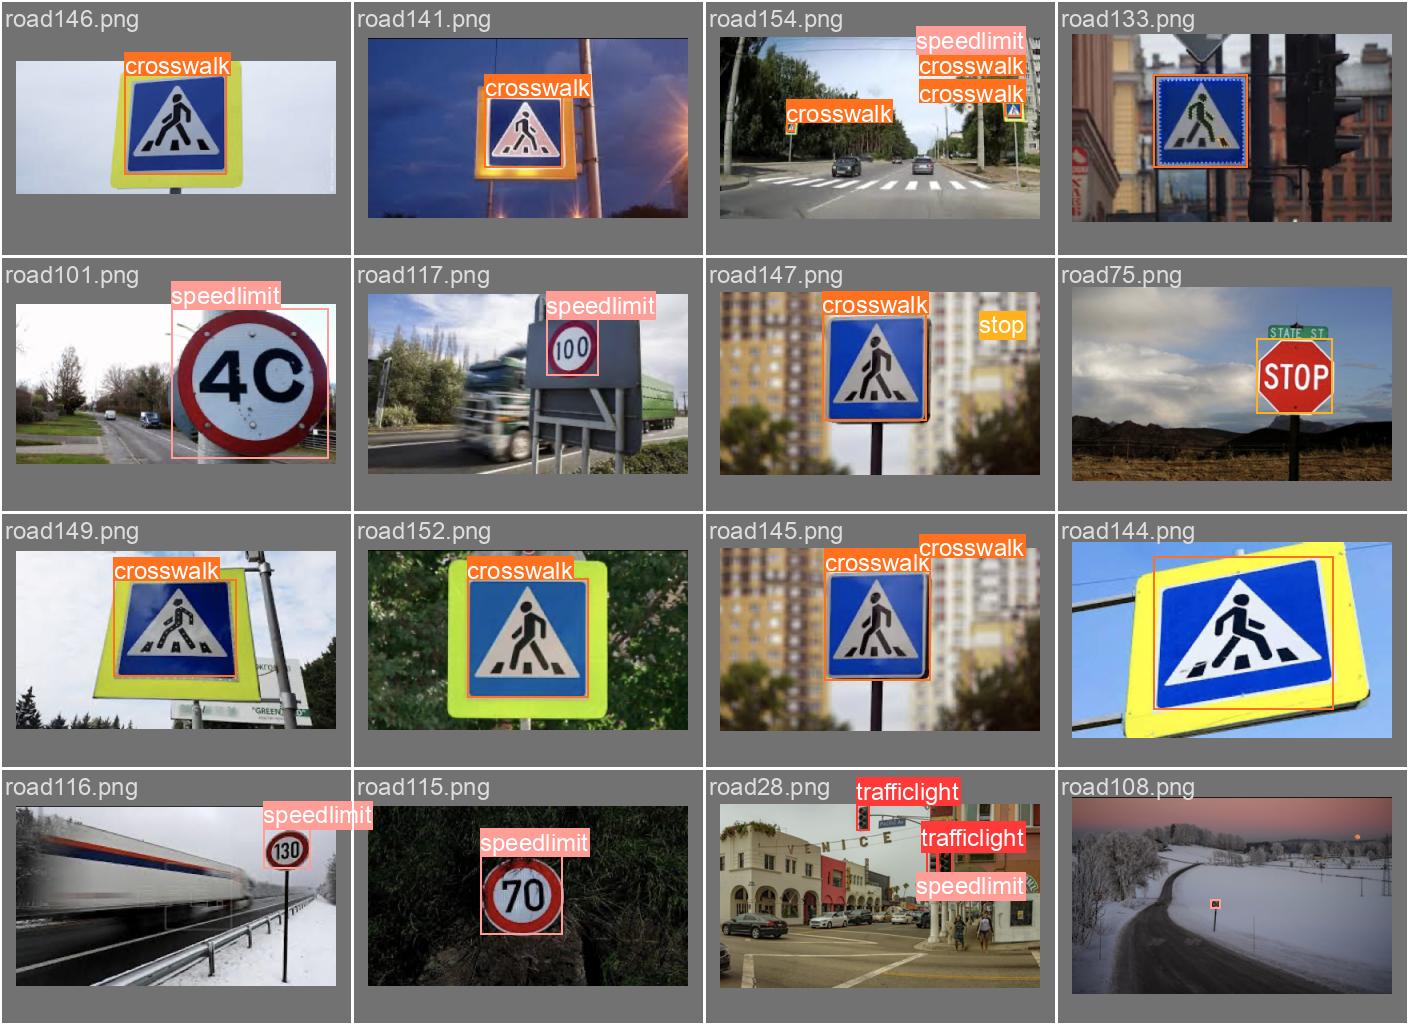 road146.png
crosswalk
road141.png
crosswalk
road154.png
speedlimit
crosswalk
crosswalk
crosswalk
road133.png
road101.png
speedlimit
4C
road117.png
speedlimit
100
road147.png
crosswalk
stop
road75.png
STATE ST
STOP
road149.png
crosswalk
road152.png
crosswalk
road145.png
crosswalk
crosswalk
road144.png
road116.png
speedlimit
130
road115.png
speedlimit
70
road28.png
trafficlight
VENICE
trafficlight
speedlimit
road108.png